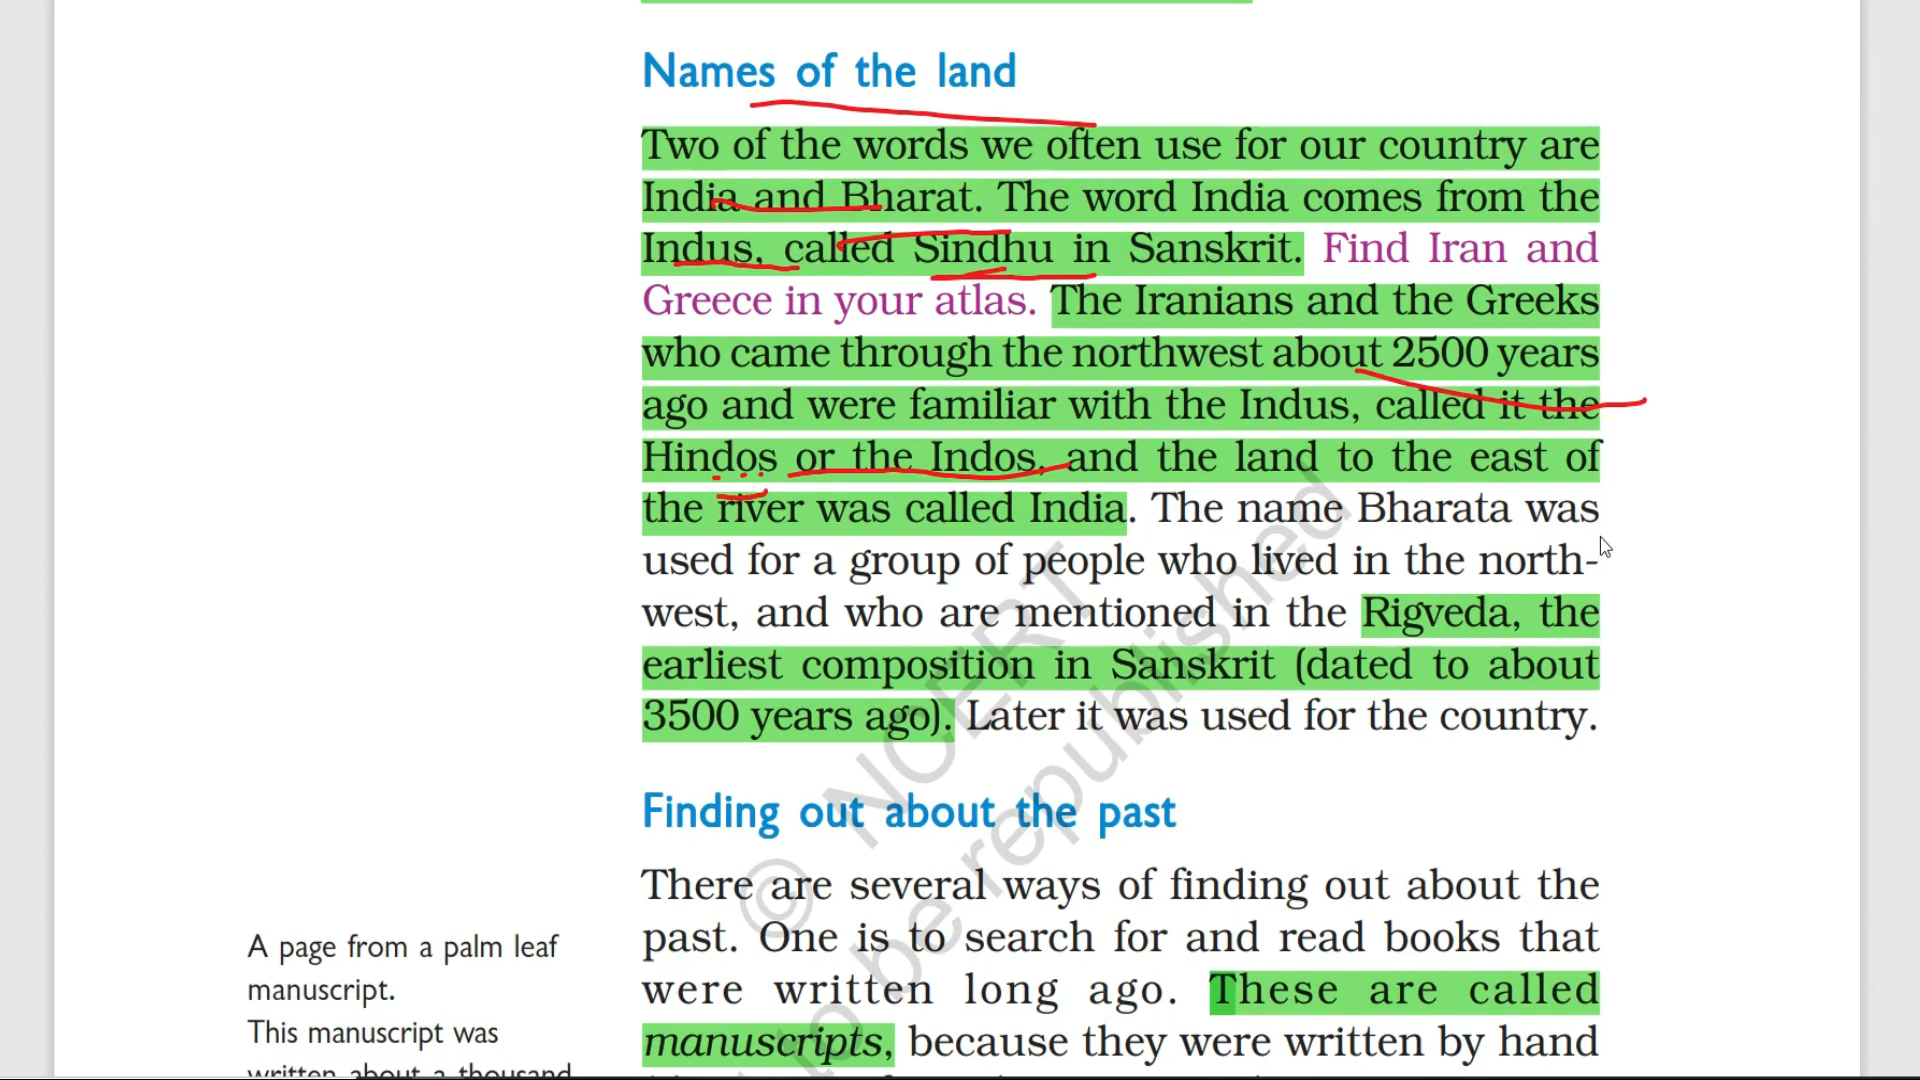 Names of the land
Two of the words we often use for our country are
India and Bharat. The word India comes from the
Indus, called Sindhu in Sanskrit. Find Iran and
Greece in your atlas. The Iranians and the Greeks
who came through the northwest about 2500 years
ago and were familiar with the Indus, called it the
Hindos or the Indos, and the land to the east of
the river was called India. The name Bharata was
used for a group of people who lived in the north-
west, and who are mentioned in the Rigveda, the
earliest composition in Sanskrit (dated to about
3500 years ago). Later it was used for the country.
Finding out about the past
There are several ways of finding out about the
past. One is to search for and read books that
were written long ago. These are called
manuscripts, because they were written by hand
A page from a palm leaf
manuscript.
This manuscript was
written about a thousand
© NCERT
to be republished